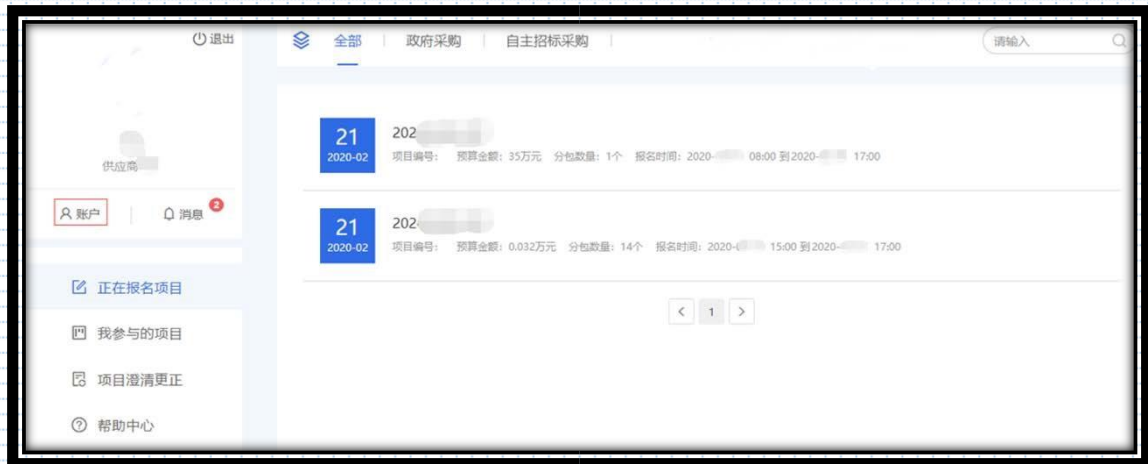 退出
供应商
账户
消息 2
正在报名项目
我参与的项目
项目澄清更正
帮助中心
全部 政府采购 自主招标采购
请输入
21
2020-02
202
项目编号: 预算金额: 35万元 分包数量: 1个 报名时间: 2020- 08:00 到2020- 17:00
21
2020-02
202
项目编号: 预算金额: 0.032万元 分包数量: 14个 报名时间: 2020- 15:00 到2020- 17:00
< 1 >